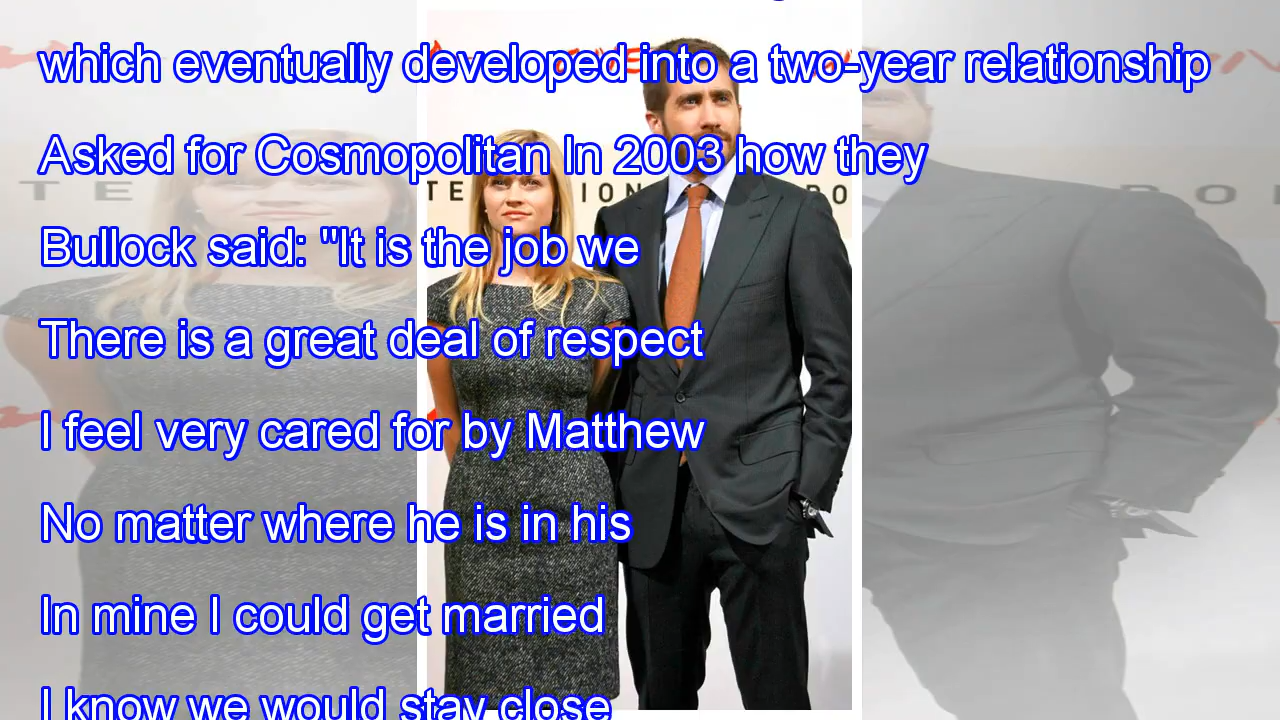 which eventually developed into a two-year relationship
Asked for Cosmopolitan In 2003 how they
Bullock said: "It is the job we
There is a great deal of respect
I feel very cared for by Matthew
No matter where he is in his
In mine I could get married
I know we would stay close